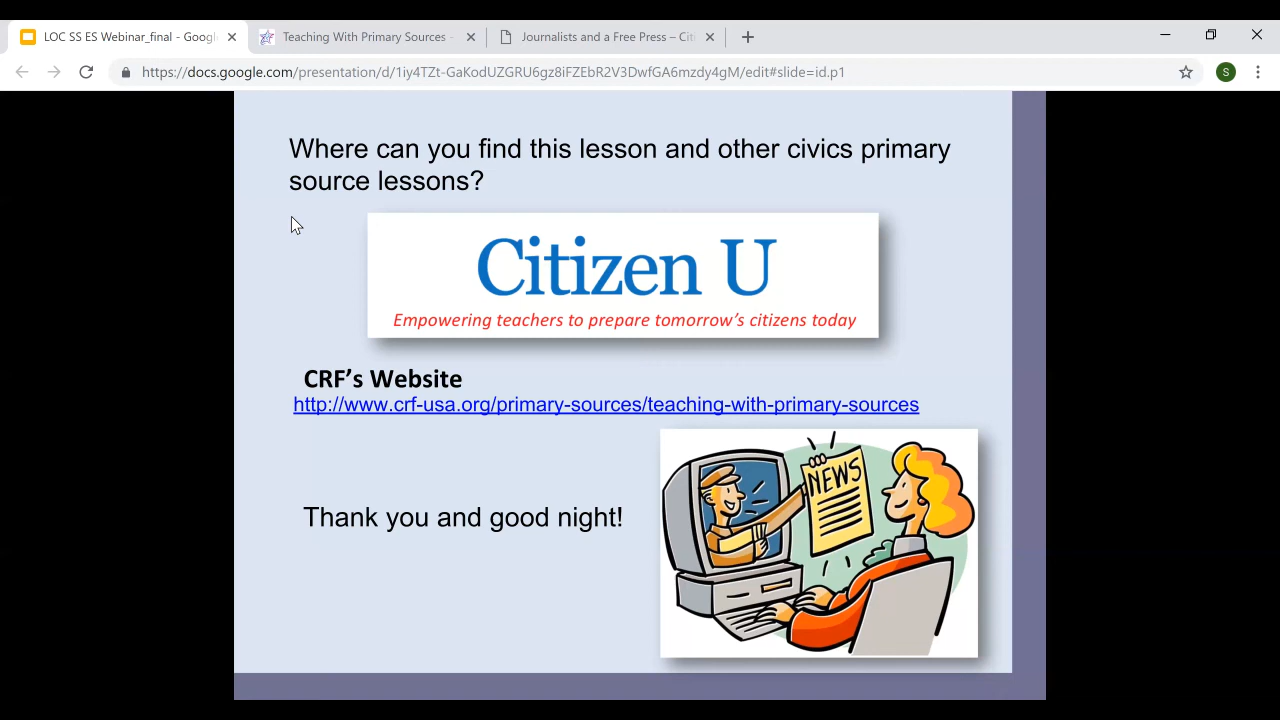 LOC SS ES Webinar_final - Googl
Teaching With Primary Sources -
Journalists and a Free Press – Citi
https://docs.google.com/presentation/d/1iy4TZt-GaKodUZGRU6gz8iFZEbR2V3DwfGA6mzdy4gM/edit#slide=id.p1
S
Where can you find this lesson and other civics primary
source lessons?
Citizen U
Empowering teachers to prepare tomorrow's citizens today
CRF's Website
http://www.crf-usa.org/primary-sources/teaching-with-primary-sources
NEWS
Thank you and good night!